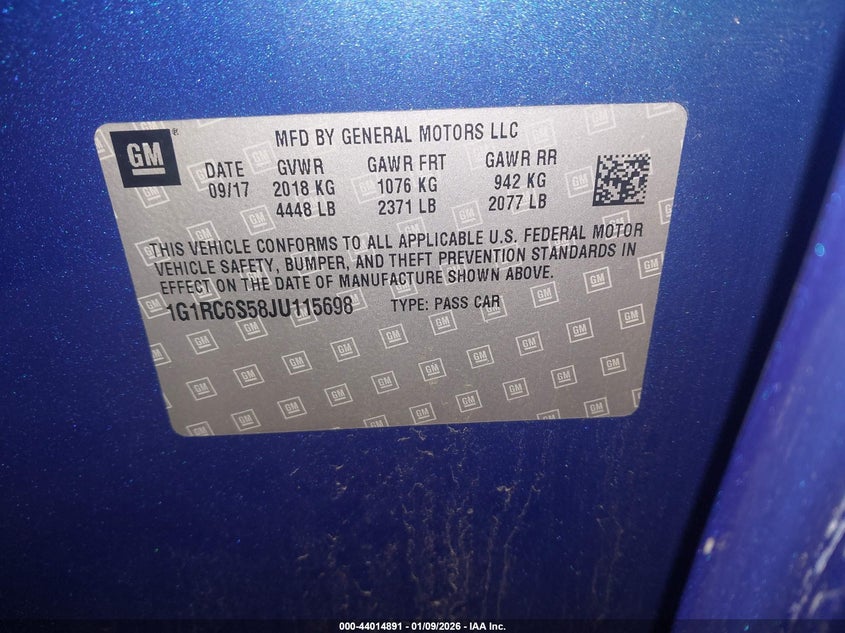 GM
®
MFD BY GENERAL MOTORS LLC
DATE GVWR GAWR FRT GAWR RR
09/17 2018 KG 1076 KG 942 KG
4448 LB 2371 LB 2077 LB
THIS VEHICLE CONFORMS TO ALL APPLICABLE U.S. FEDERAL MOTOR
VEHICLE SAFETY, BUMPER, AND THEFT PREVENTION STANDARDS IN
EFFECT ON THE DATE OF MANUFACTURE SHOWN ABOVE.
1G1RC6S58JU115698 TYPE: PASS CAR
000-44014891 - 01/09/2026 - IAA Inc.